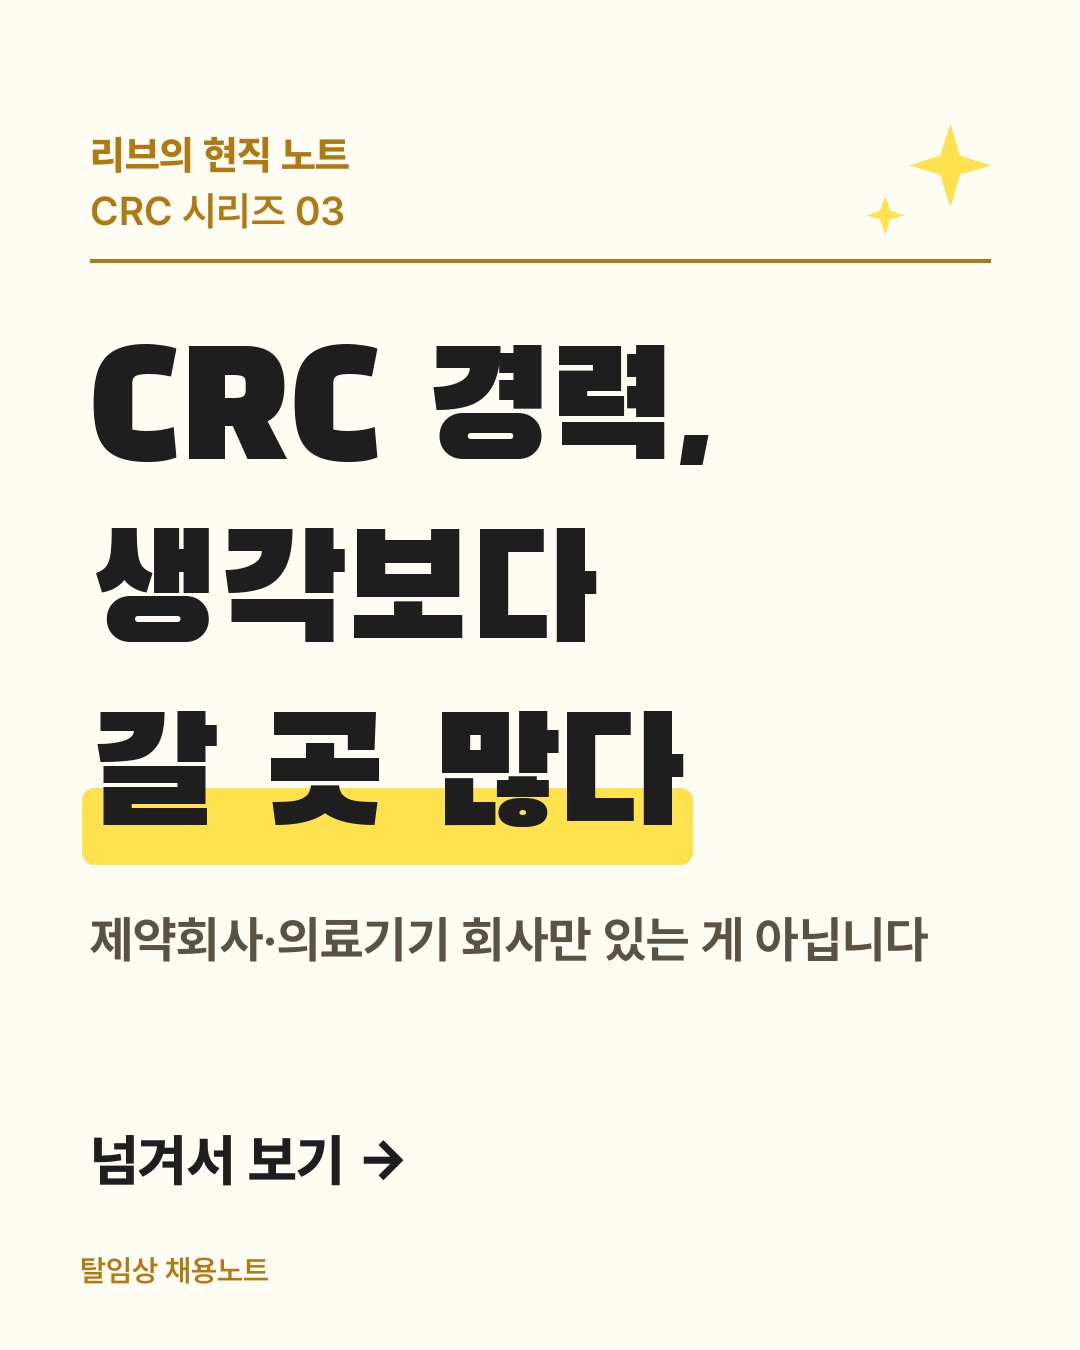 리브의 현직 노트
CRC 시리즈 03
CRC 경력,
생각보다
갈 곳 많다
제약회사·의료기기 회사만 있는 게 아닙니다
넘겨서 보기 →
탈임상 채용노트